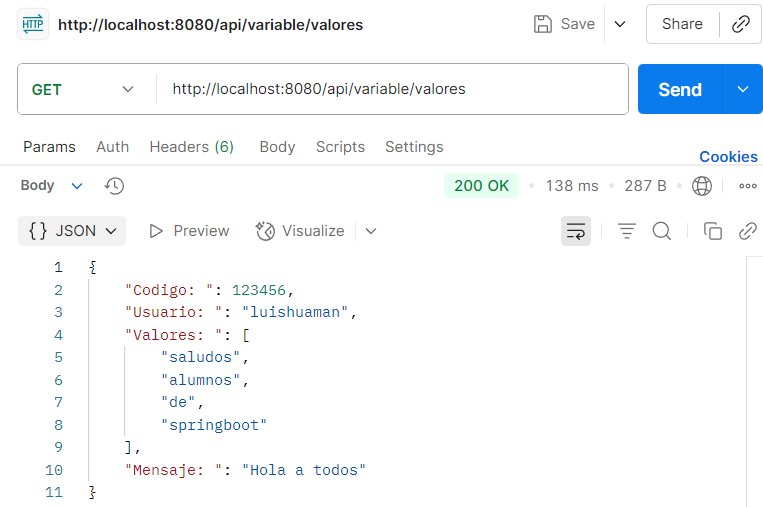 HTTP http://localhost:8080/api/variable/valores Save Share
GET http://localhost:8080/api/variable/valores Send
Params Auth Headers (6) Body Scripts Settings
Cookies
Body 200 OK 138 ms 287 B
{} JSON Preview Visualize
1 {
2 "Codigo: ": 123456,
3 "Usuario: ": "luishuaman",
4 "Valores: ": [
5 "saludos",
6 "alumnos",
7 "de",
8 "springboot"
9 ],
10 "Mensaje: ": "Hola a todos"
11 }